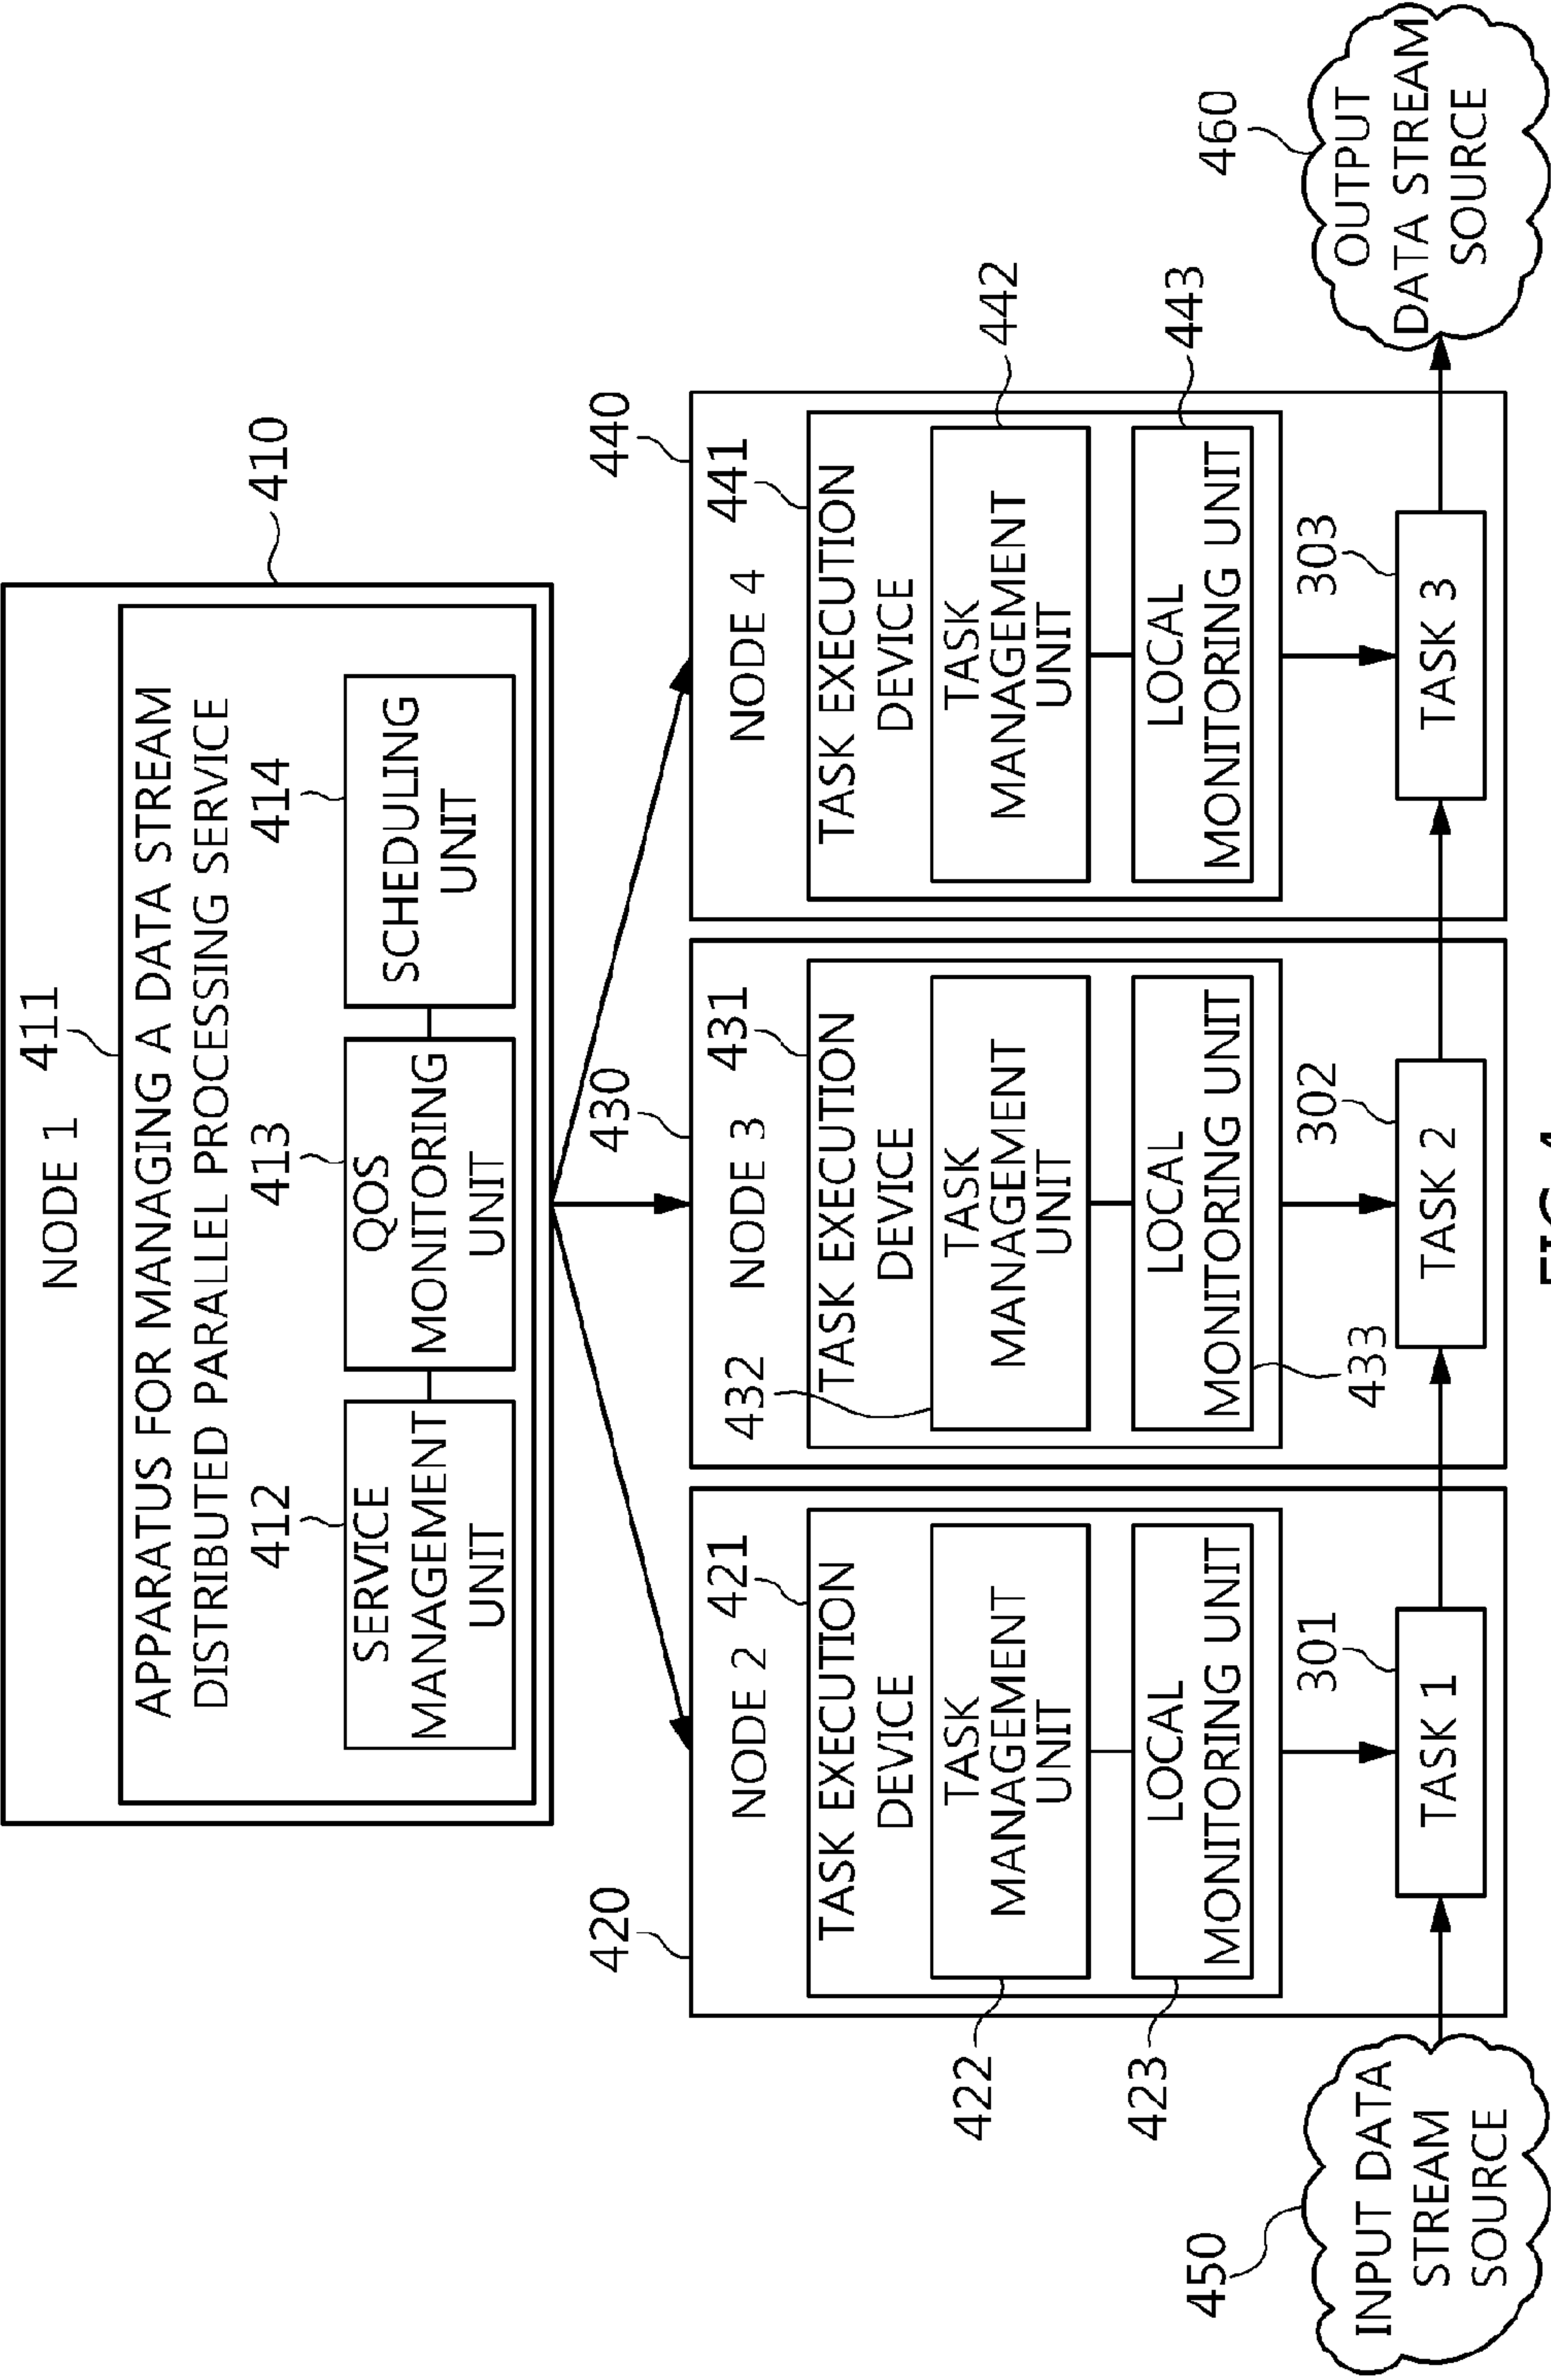 NODE 1
410
411
APPARATUS FOR MANAGING A DATA STREAM
DISTRIBUTED PARALLEL PROCESSING SERVICE
412
413
414
SERVICE
MANAGEMENT
UNIT
QOS
MONITORING
UNIT
SCHEDULING
UNIT
420
NODE 2
421
TASK EXECUTION
DEVICE
422
TASK
MANAGEMENT
UNIT
423
LOCAL
MONITORING UNIT
301
TASK 1
430
NODE 3
431
432
TASK EXECUTION
DEVICE
TASK
MANAGEMENT
UNIT
LOCAL
MONITORING UNIT
433
302
TASK 2
440
NODE 4
441
TASK EXECUTION
DEVICE
442
TASK
MANAGEMENT
UNIT
443
LOCAL
MONITORING UNIT
303
TASK 3
450
INPUT DATA
STREAM
SOURCE
460
OUTPUT
DATA STREAM
SOURCE